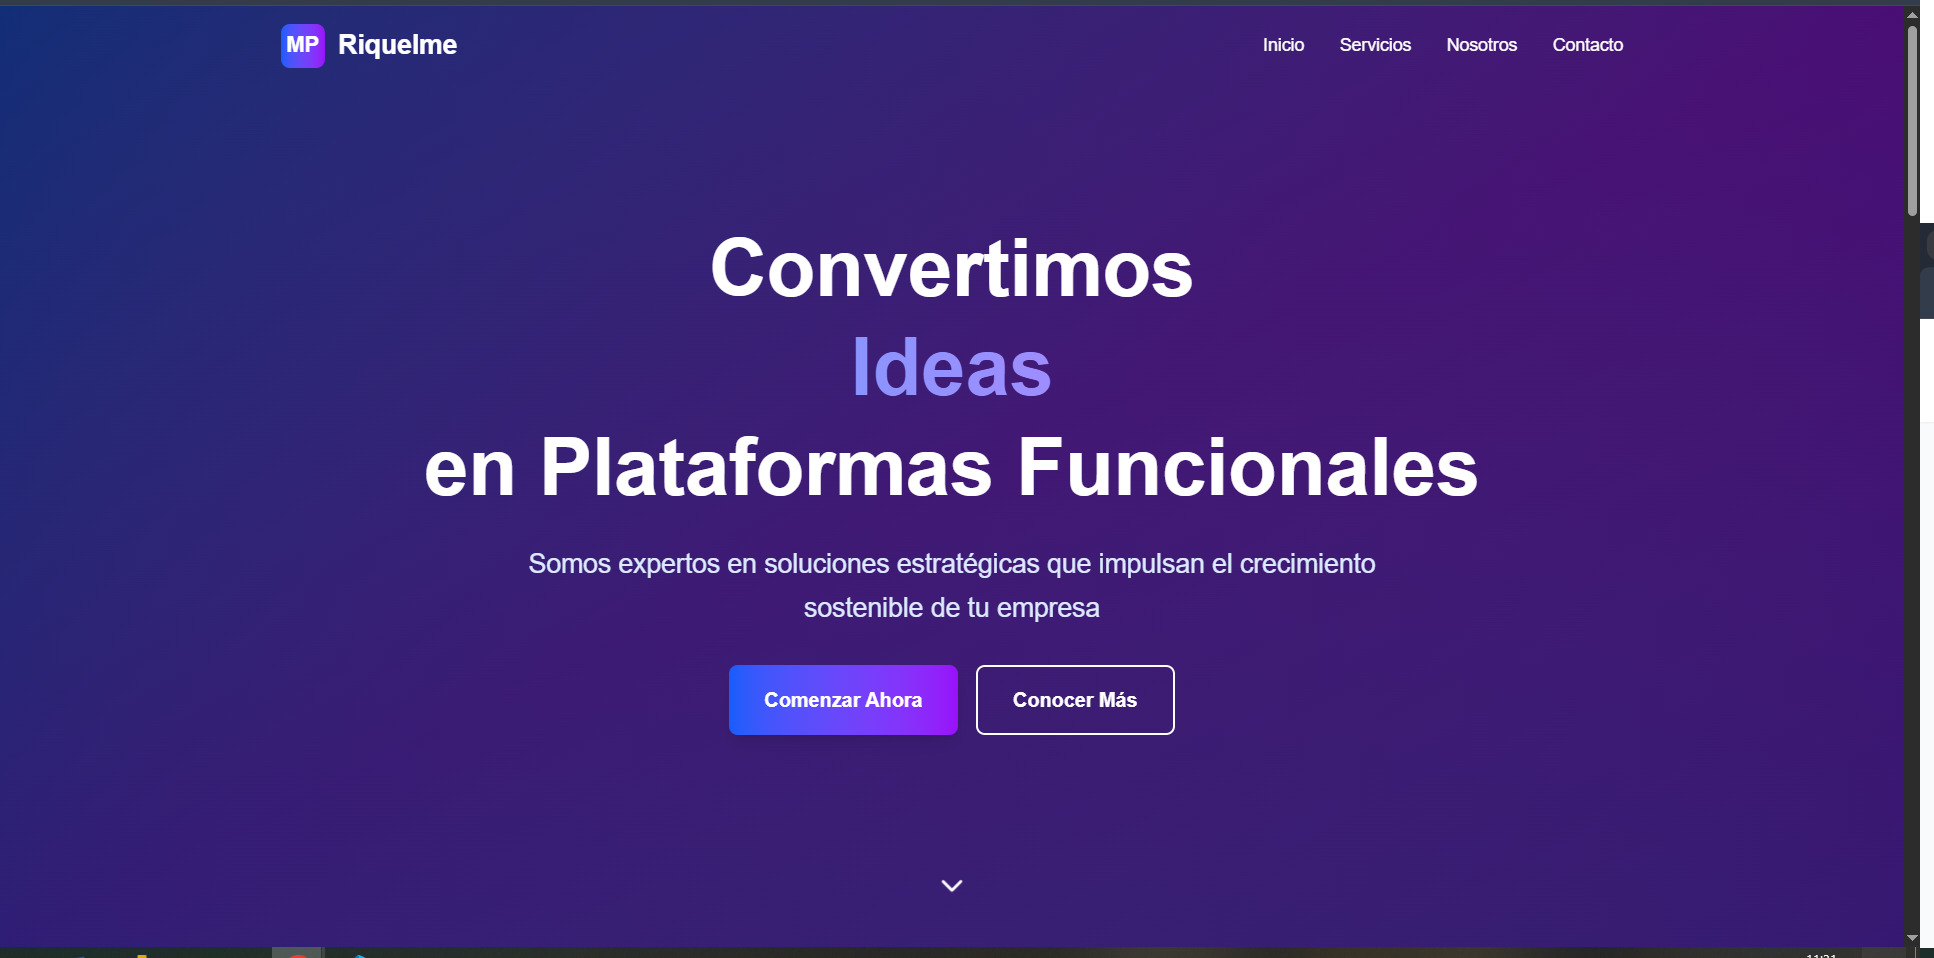 MP Riquelme
Inicio Servicios Nosotros Contacto
Convertimos
Ideas
en Plataformas Funcionales
Somos expertos en soluciones estratégicas que impulsan el crecimiento
sostenible de tu empresa
Comenzar Ahora Conocer Más